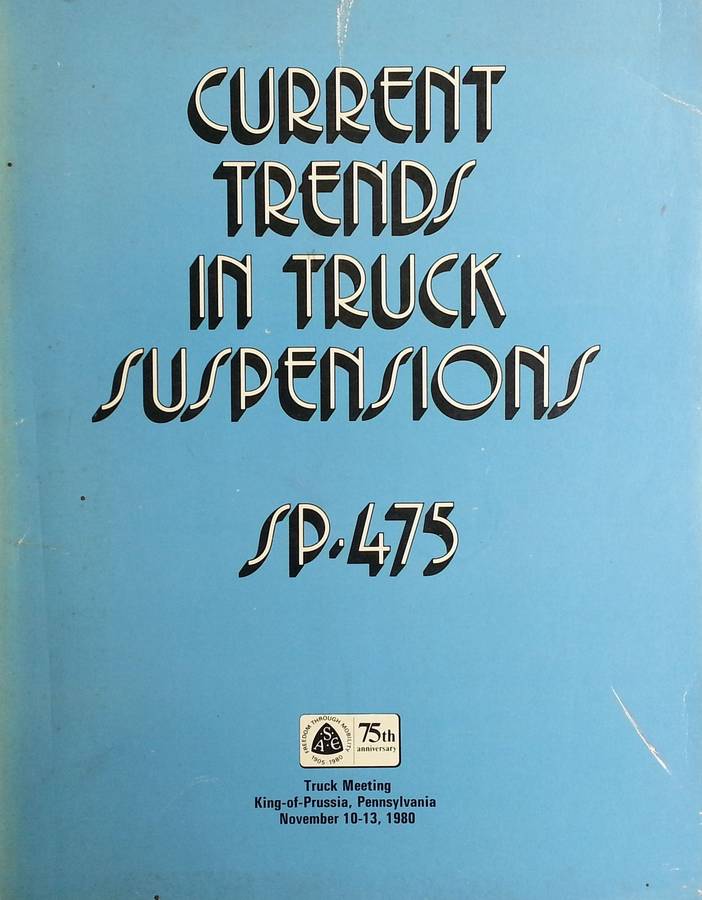 CURRENT
TRENDS
IN TRUCK
SUSPENSIONS
SP-475
FREEDOM THROUGH MOBILITY
SAE
1905-1980
75th
anniversary
Truck Meeting
King-of-Prussia, Pennsylvania
November 10-13, 1980